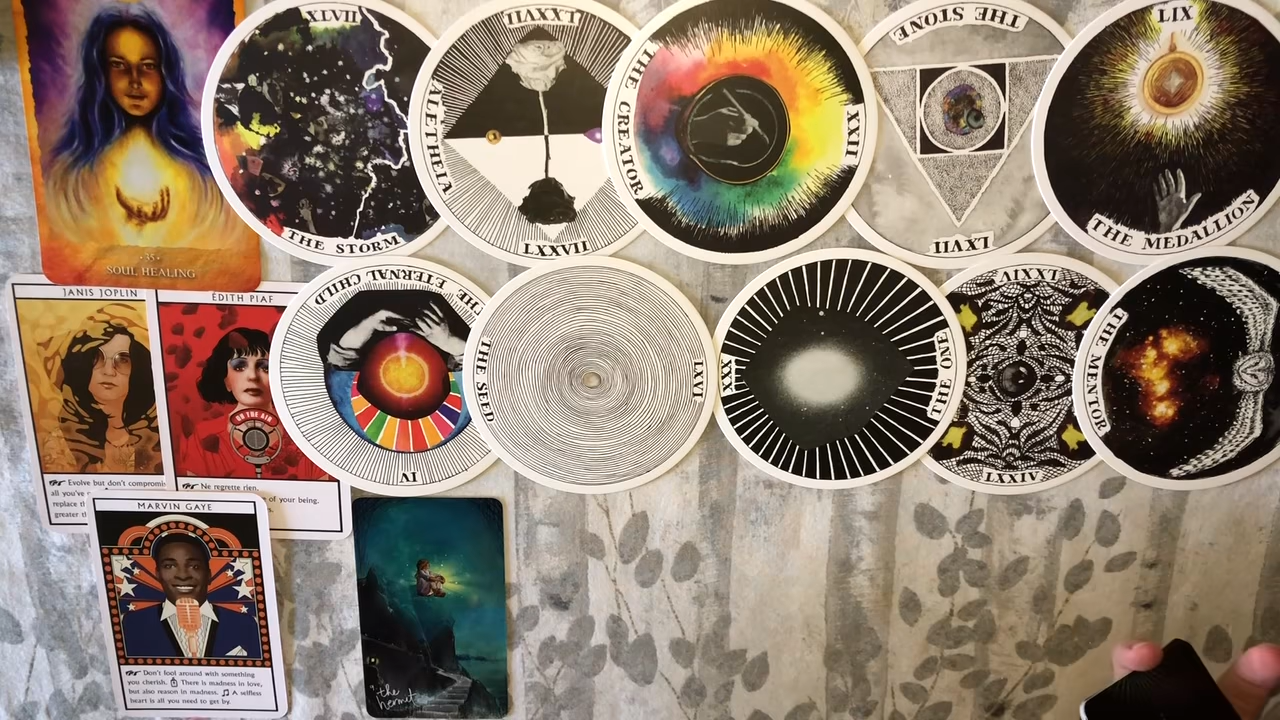 ·35·
SOUL HEALING
XLVII
THE STORM
LXXVII
ALETHEIA
LXXVII
THE CREATOR
XXII
THE STONE
LXVII
LIX
THE MEDALLION
JANIS JOPLIN
Evolve but don't compromis
all you've
replace th
greater th
ÉDITH PIAF
ON THE AIR
Ne regrette rien.
of your being.
THE ETERNAL CHILD
IV
THE SEED
LXVI
XXXI
THE ONE
LXXIV
LXXIV
THE MENTOR
MARVIN GAYE
Don't fool around with something
you cherish. There is madness in love,
but also reason in madness. A selfless
heart is all you need to get by.
the
hermit